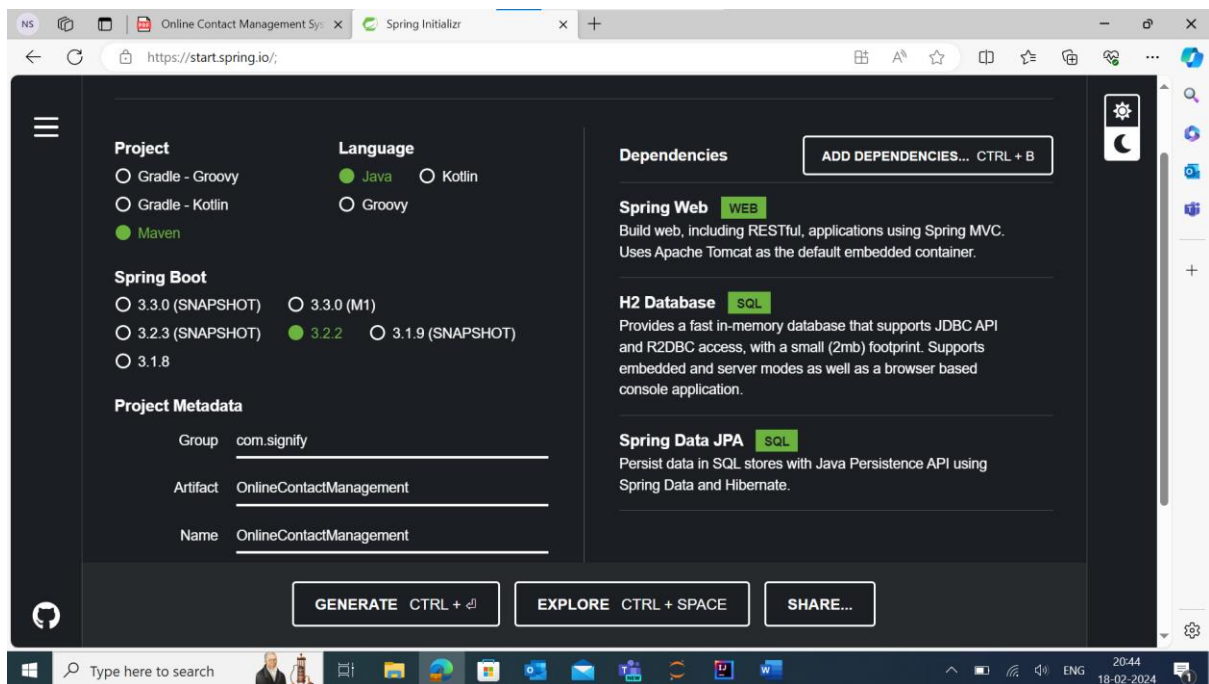 NS
Online Contact Management Sys
Spring Initializr
https://start.spring.io/;
Project
Gradle - Groovy
Gradle - Kotlin
Maven
Language
Java Kotlin
Groovy
Spring Boot
3.3.0 (SNAPSHOT) 3.3.0 (M1)
3.2.3 (SNAPSHOT) 3.2.2 3.1.9 (SNAPSHOT)
3.1.8
Project Metadata
Group com.signify
Artifact OnlineContactManagement
Name OnlineContactManagement
Dependencies
ADD DEPENDENCIES... CTRL + B
Spring Web WEB
Build web, including RESTful, applications using Spring MVC.
Uses Apache Tomcat as the default embedded container.
H2 Database SQL
Provides a fast in-memory database that supports JDBC API
and R2DBC access, with a small (2mb) footprint. Supports
embedded and server modes as well as a browser based
console application.
Spring Data JPA SQL
Persist data in SQL stores with Java Persistence API using
Spring Data and Hibernate.
GENERATE CTRL + ⏎
EXPLORE CTRL + SPACE
SHARE...
Type here to search
ENG
20:44
18-02-2024